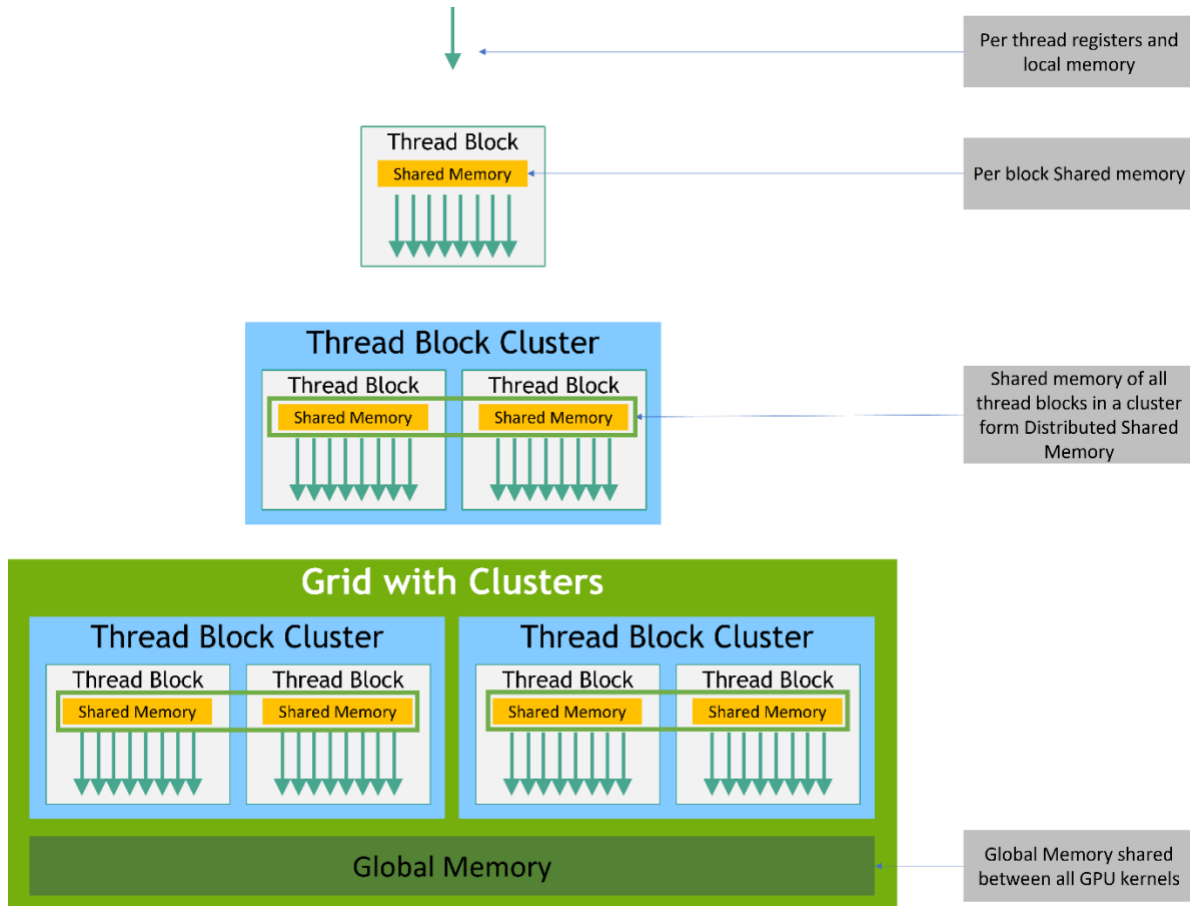 Per thread registers and
local memory
Thread Block
Shared Memory
Per block Shared memory
Thread Block Cluster
Thread Block
Thread Block
Shared Memory
Shared Memory
Shared memory of all
thread blocks in a cluster
form Distributed Shared
Memory
Grid with Clusters
Thread Block Cluster
Thread Block Cluster
Thread Block
Thread Block
Thread Block
Thread Block
Shared Memory
Shared Memory
Shared Memory
Shared Memory
Global Memory
Global Memory shared
between all GPU kernels